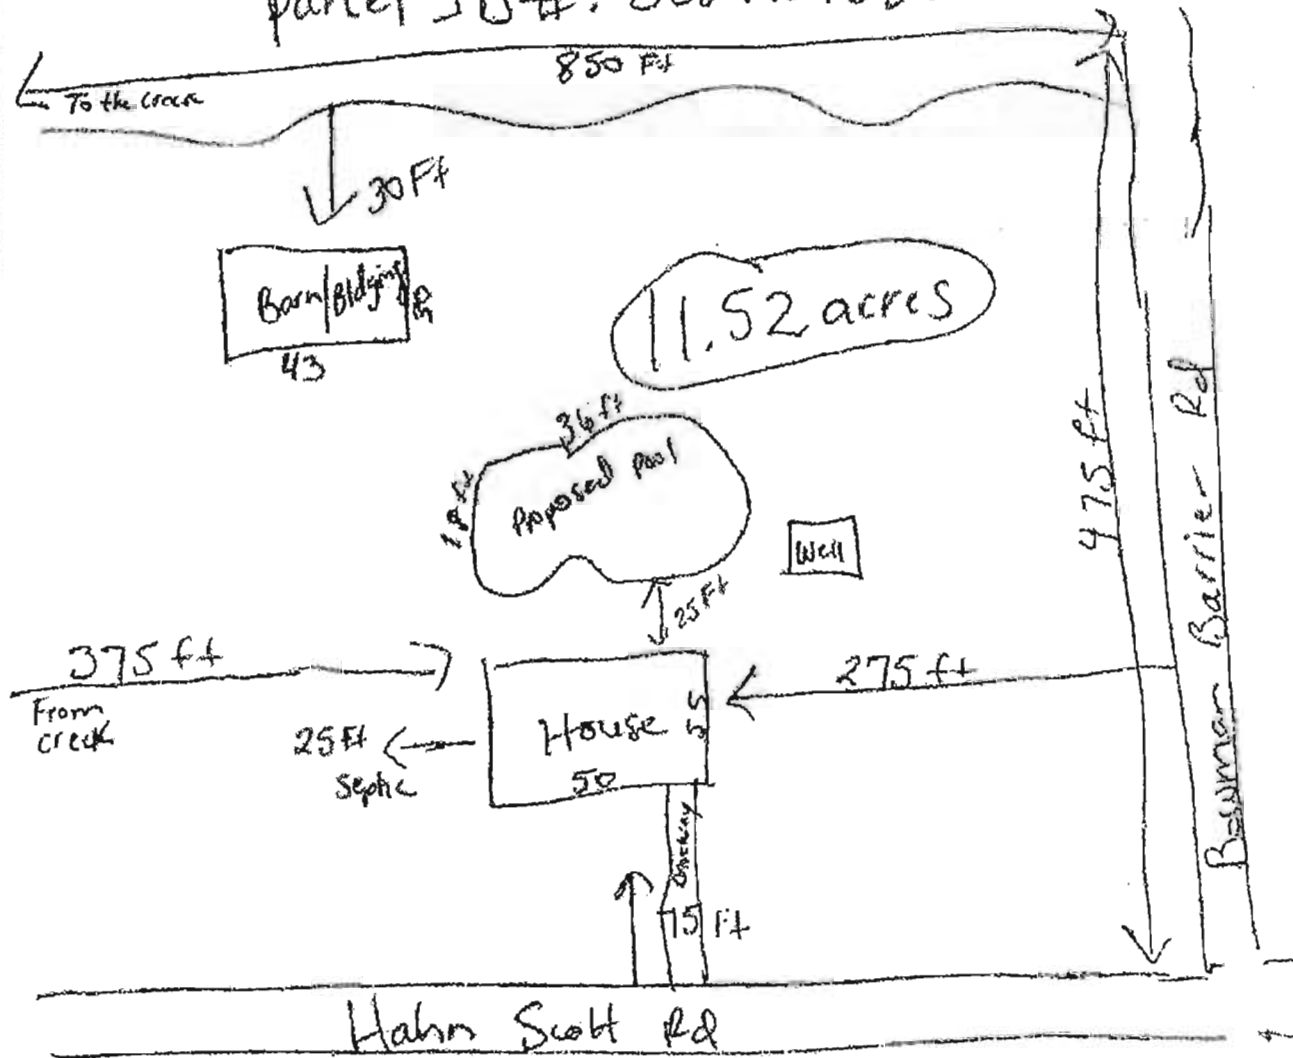 parcel ID #:
850 Ft
To the creek
30 Ft
Barn/Bldging
43
11.52 acres
36 ft
Proposed Pool
Well
25 Ft
475 ft
Bowman Barrier Rd
375 ft
From
creek
275 ft
House
50
25 Ft
Septic
Driveway
75 Ft
Hahn Scott Rd